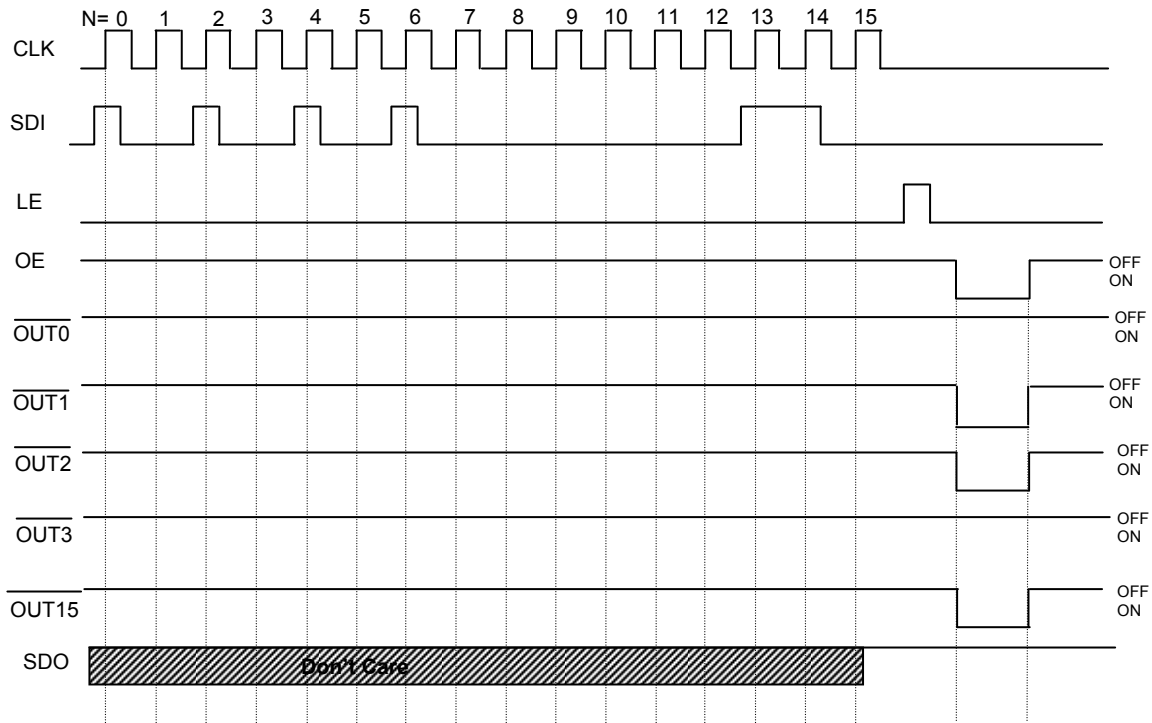 N= 0 1 2 3 4 5 6 7 8 9 10 11 12 13 14 15
CLK
SDI
LE
OE
OFF
ON
OUT0
OFF
ON
OUT1
OFF
ON
OUT2
OFF
ON
OUT3
OFF
ON
OUT15
OFF
ON
SDO
Don't Care